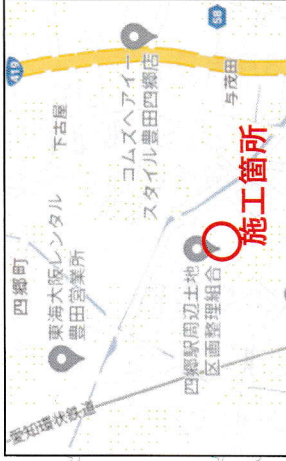 419
58
四郷町
下古屋
東海大阪レンタル
豊田営業所
コムズヘアイー
スタイル豊田四郷店
与茂田
四郷駅周辺土地
区画整理組合
施工箇所
愛知環状鉄道